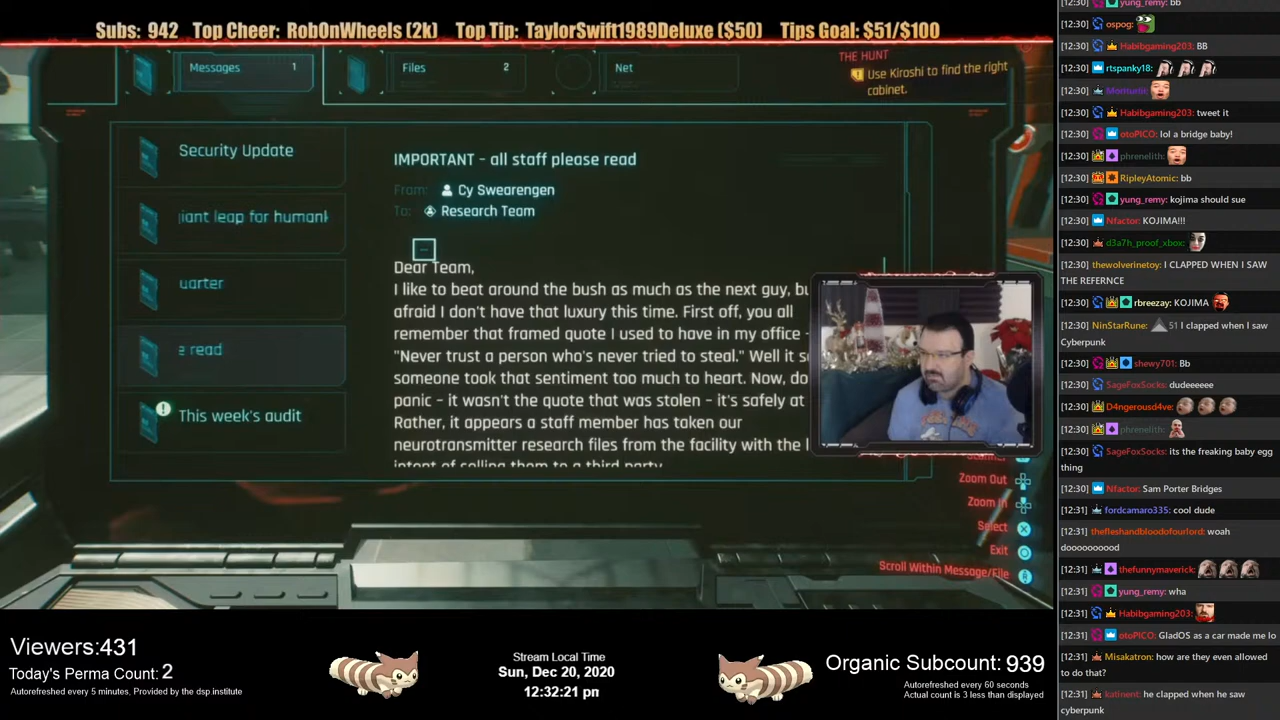 Subs: 942 Top Cheer: RobOnWheels (2k) Top Tip: TaylorSwift1989Deluxe ($50) Tips Goal: $51/$100
Messages 1
Files 2
Net
THE HUNT
Use Kiroshi to find the right
cabinet.
Security Update
giant leap for humank
uarter
e read
This week's audit
IMPORTANT - all staff please read
From: Cy Swearengen
To: Research Team
Dear Team,
I like to beat around the bush as much as the next guy, bu
afraid I don't have that luxury this time. First off, you all
remember that framed quote I used to have in my office -
"Never trust a person who's never tried to steal." Well it s
someone took that sentiment too much to heart. Now, do
panic - it wasn't the quote that was stolen - it's safely at
Rather, it appears a staff member has taken our
neurotransmitter research files from the facility with the
intent of selling them to a third party.
Scanner
Zoom Out
Zoom In
Select
Exit
Scroll Within Message/File
Viewers:431
Today's Perma Count: 2
Autorefreshed every 5 minutes, Provided by the dsp institute
Stream Local Time
Sun, Dec 20, 2020
12:32:21 pm
Organic Subcount: 939
Autorefreshed every 60 seconds
Actual count is 3 less than displayed
[12:30] yung_remy: bb
[12:30] ospog:
[12:30] Habibgaming203: BB
[12:30] rtspanky18:
[12:30] Moriturii:
[12:30] Habibgaming203: tweet it
[12:30] otoPICO: lol a bridge baby!
[12:30] phrenelith:
[12:30] RipleyAtomic: bb
[12:30] yung_remy: kojima should sue
[12:30] Nfactor: KOJIMA!!!
[12:30] d3a7h_proof_xbox:
[12:30] thewolverinetoy: I CLAPPED WHEN I SAW
THE REFERNCE
[12:30] rbreezay: KOJIMA
[12:30] NinStarRune: 51 I clapped when I saw
Cyberpunk
[12:30] shewy701: Bb
[12:30] SageFoxSocks: dudeeeeee
[12:30] D4ngerousd4ve:
[12:30] phrenelith:
[12:30] SageFoxSocks: its the freaking baby egg
thing
[12:30] Nfactor: Sam Porter Bridges
[12:31] fordcamaro335: cool dude
[12:31] thefleshandbloodofourlord: woah
dooooooood
[12:31] thefunnymaverick:
[12:31] yung_remy: wha
[12:31] Habibgaming203:
[12:31] otoPICO: GladOS as a car made me lo
[12:31] Misakatron: how are they even allowed
to do that?
[12:31] katinent: he clapped when he saw
cyberpunk